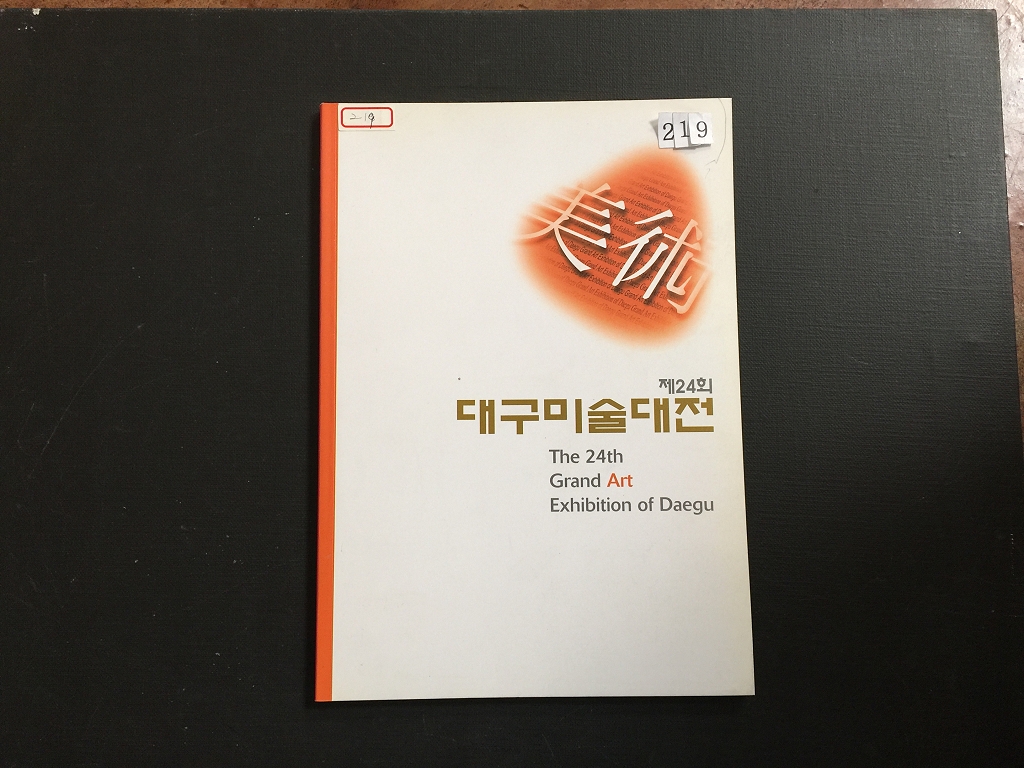 219
219
美術
제24회
대구미술대전
The 24th
Grand Art
Exhibition of Daegu